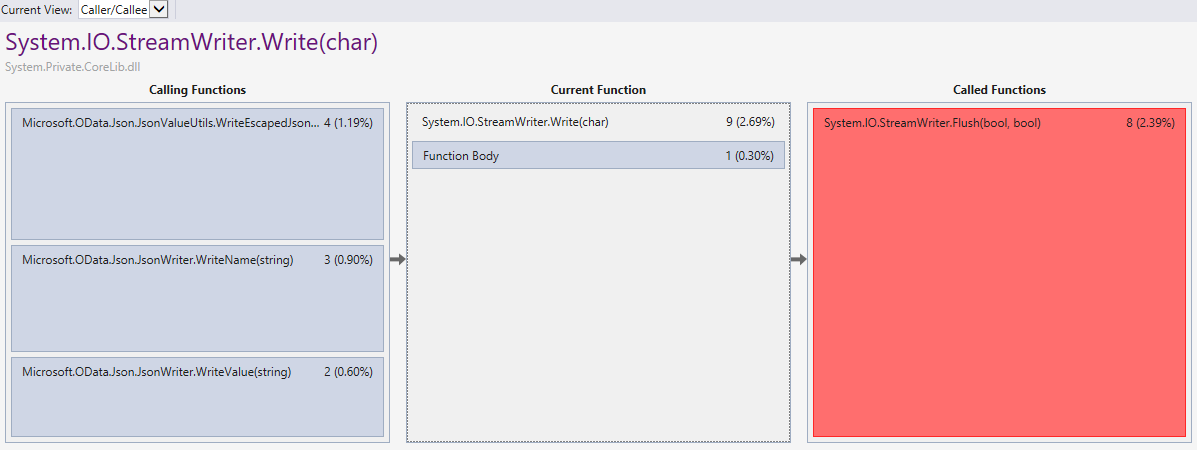 Current View: Caller/Callee
System.IO.StreamWriter.Write(char)
System.Private.CoreLib.dll
Calling Functions
Microsoft.OData.Json.JsonValueUtils.WriteEscapedJson... 4 (1.19%)
Microsoft.OData.Json.JsonWriter.WriteName(string) 3 (0.90%)
Microsoft.OData.Json.JsonWriter.WriteValue(string) 2 (0.60%)
Current Function
System.IO.StreamWriter.Write(char) 9 (2.69%)
Function Body 1 (0.30%)
Called Functions
System.IO.StreamWriter.Flush(bool, bool) 8 (2.39%)